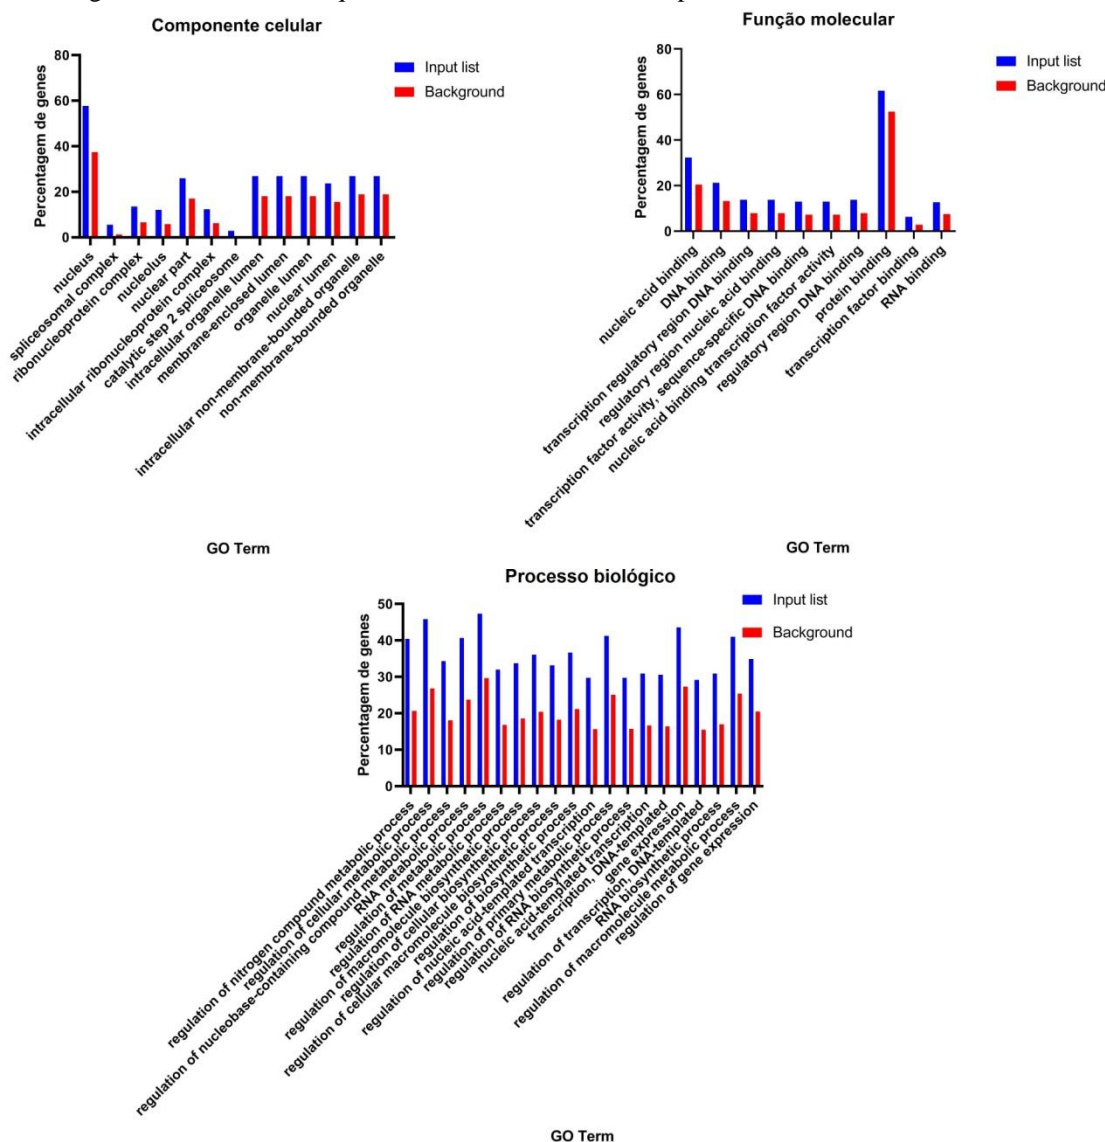 Componente celular
Percentagem de genes
80
60
40
20
0
Input list
Background
nucleus
spliceosomal complex
ribonucleoprotein complex
nucleolus
nuclear part
intracellular ribonucleoprotein complex
catalytic step 2 spliceosome
intracellular organelle lumen
membrane-enclosed lumen
organelle lumen
nuclear lumen
intracellular non-membrane-bounded organelle
non-membrane-bounded organelle
GO Term
Função molecular
Percentagem de genes
80
60
40
20
0
Input list
Background
nucleic acid binding
DNA binding
transcription regulatory region DNA binding
regulatory region nucleic acid binding
transcription factor activity, sequence-specific DNA binding
nucleic acid binding transcription factor activity
regulatory region DNA binding
protein binding
transcription factor binding
RNA binding
GO Term
Processo biológico
Percentagem de genes
50
40
30
20
10
0
Input list
Background
regulation of nitrogen compound metabolic process
regulation of cellular metabolic process
regulation of nucleobase-containing compound metabolic process
RNA metabolic process
regulation of metabolic process
regulation of RNA metabolic process
regulation of macromolecule biosynthetic process
regulation of cellular biosynthetic process
regulation of cellular macromolecule biosynthetic process
regulation of biosynthetic process
regulation of nucleic acid-templated transcription
regulation of primary metabolic process
regulation of RNA biosynthetic process
nucleic acid-templated transcription
transcription, DNA-templated
gene expression
regulation of transcription, DNA-templated
RNA biosynthetic process
regulation of macromolecule metabolic process
regulation of gene expression
GO Term